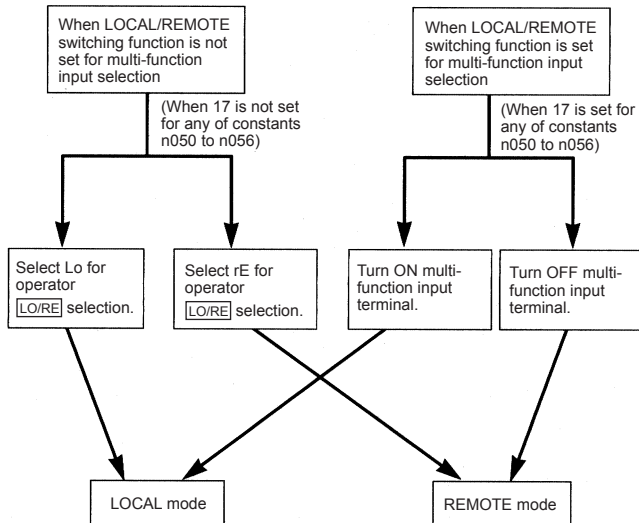 When LOCAL/REMOTE
switching function is not
set for multi-function
input selection
When LOCAL/REMOTE
switching function is set
for multi-function input
selection
(When 17 is not set
for any of constants
n050 to n056)
(When 17 is set for
any of constants
n050 to n056)
Select Lo for
operator
LO/RE selection.
Select rE for
operator
LO/RE selection.
Turn ON multi-
function input
terminal.
Turn OFF multi-
function input
terminal.
LOCAL mode
REMOTE mode